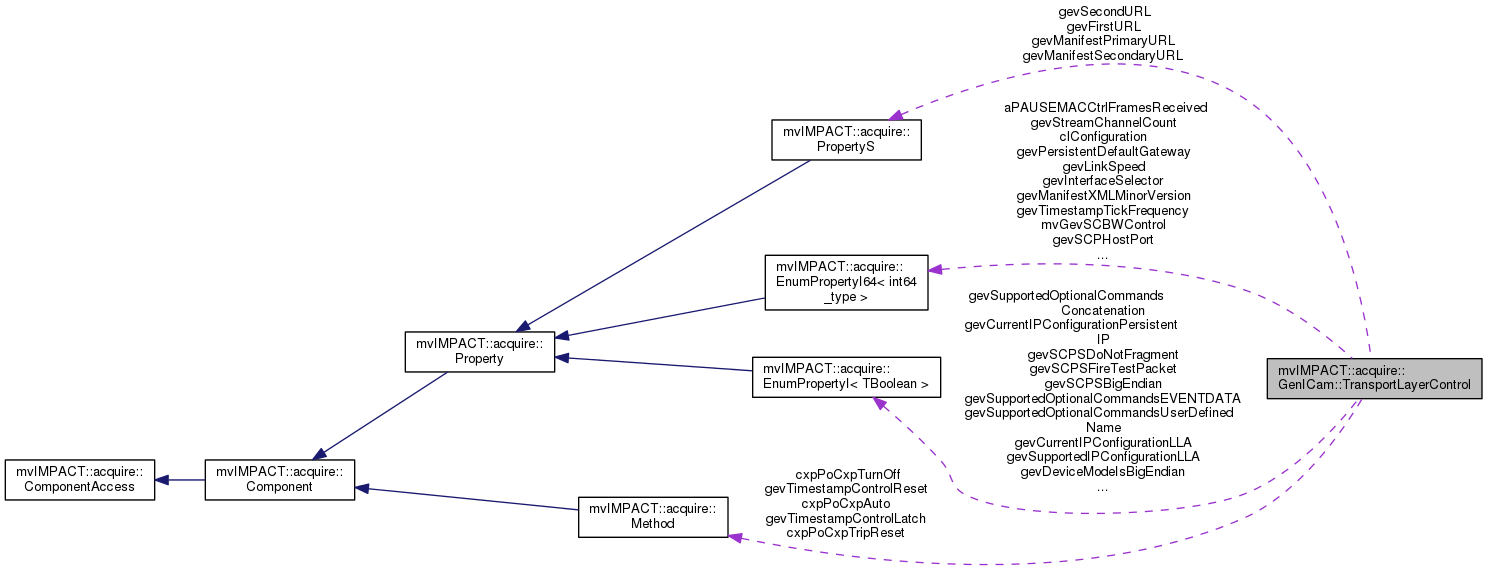 gevSecondURL
gevFirstURL
gevManifestPrimaryURL
gevManifestSecondaryURL
mvIMPACT::acquire::
PropertyS
aPAUSEMACCtrlFramesReceived
gevStreamChannelCount
clConfiguration
gevPersistentDefaultGateway
gevLinkSpeed
gevInterfaceSelector
gevManifestXMLMinorVersion
gevTimestampTickFrequency
mvGevSCBWControl
gevSCPHostPort
...
mvIMPACT::acquire::
EnumPropertyI64< int64
_type >
gevSupportedOptionalCommands
Concatenation
gevCurrentIPConfigurationPersistent
IP
gevSCPSDoNotFragment
gevSCPSFireTestPacket
gevSCPSBigEndian
gevSupportedOptionalCommandsEVENTDATA
gevSupportedOptionalCommandsUserDefined
Name
gevCurrentIPConfigurationLLA
gevSupportedIPConfigurationLLA
gevDeviceModeIsBigEndian
...
mvIMPACT::acquire::
Property
mvIMPACT::acquire::
EnumPropertyI< TBoolean >
mvIMPACT::acquire::
GenICam::TransportLayerControl
mvIMPACT::acquire::
ComponentAccess
mvIMPACT::acquire::
Component
mvIMPACT::acquire::
Method
cxpPoCxpTurnOff
gevTimestampControlReset
cxpPoCxpAuto
gevTimestampControlLatch
cxpPoCxpTripReset